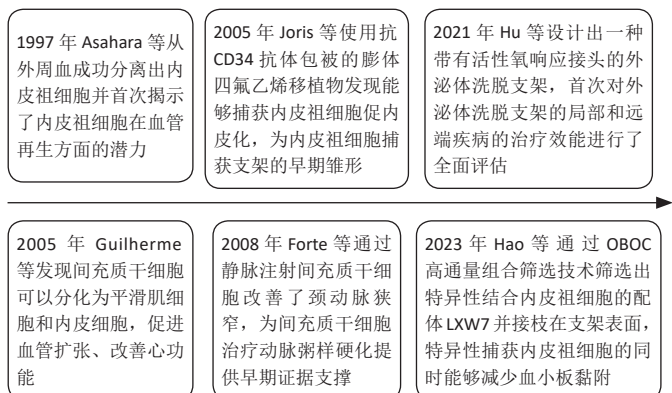 1997 年 Asahara 等从
外周血成功分离出内
皮祖细胞并首次揭示
了内皮祖细胞在血管
再生方面的潜力
2005 年 Joris 等使用抗
CD34 抗体包被的膨体
四氟乙烯移植物发现能
够捕获内皮祖细胞促内
皮化，为内皮祖细胞捕
获支架的早期雏形
2021 年 Hu 等设计出一种
带有活性氧响应接头的外
泌体洗脱支架，首次对外
泌体洗脱支架的局部和远
端疾病的治疗效能进行了
全面评估
2005 年 Guilherme
等发现间充质干细胞
可以分化为平滑肌细
胞和内皮细胞，促进
血管扩张、改善心功
能
2008 年 Forte 等通过
静脉注射间充质干细
胞改善了颈动脉狭
窄，为间充质干细胞
治疗动脉粥样硬化提
供早期证据支撑
2023 年 Hao 等 通 过 OBOC
高通量组合筛选技术筛选出
特异性结合内皮祖细胞的配
体 LXW7 并接枝在支架表面，
特异性捕获内皮祖细胞的同
时能够减少血小板黏附